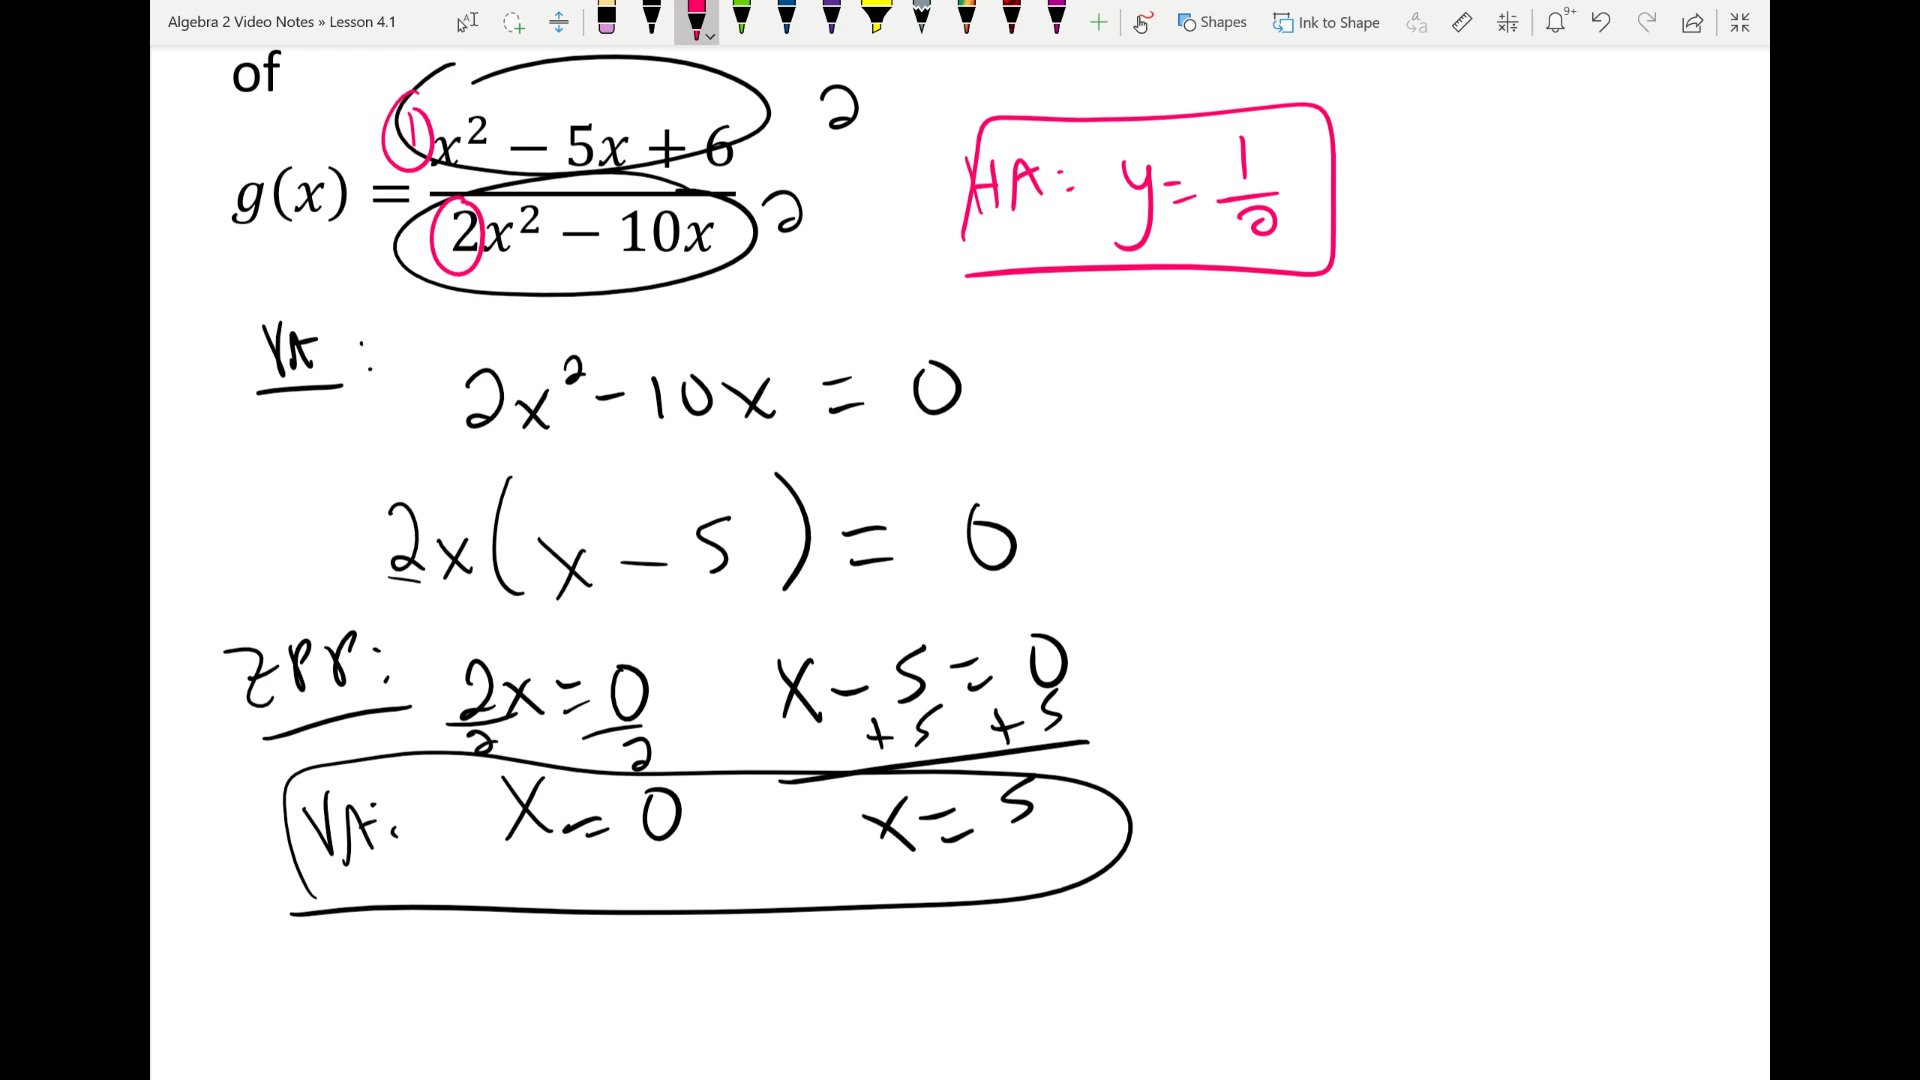 Algebra 2 Video Notes » Lesson 4.1
Shapes
Ink to Shape
9+
of
g(x) = (1x² − 5x + 6)/(2x² − 10x)
2
2
HA: y = 1/2
VA:
2x² - 10x = 0
2x(x - 5) = 0
ZPP: 2x = 0 x - 5 = 0
2 2 +5 +5
VA: x = 0 x = 5